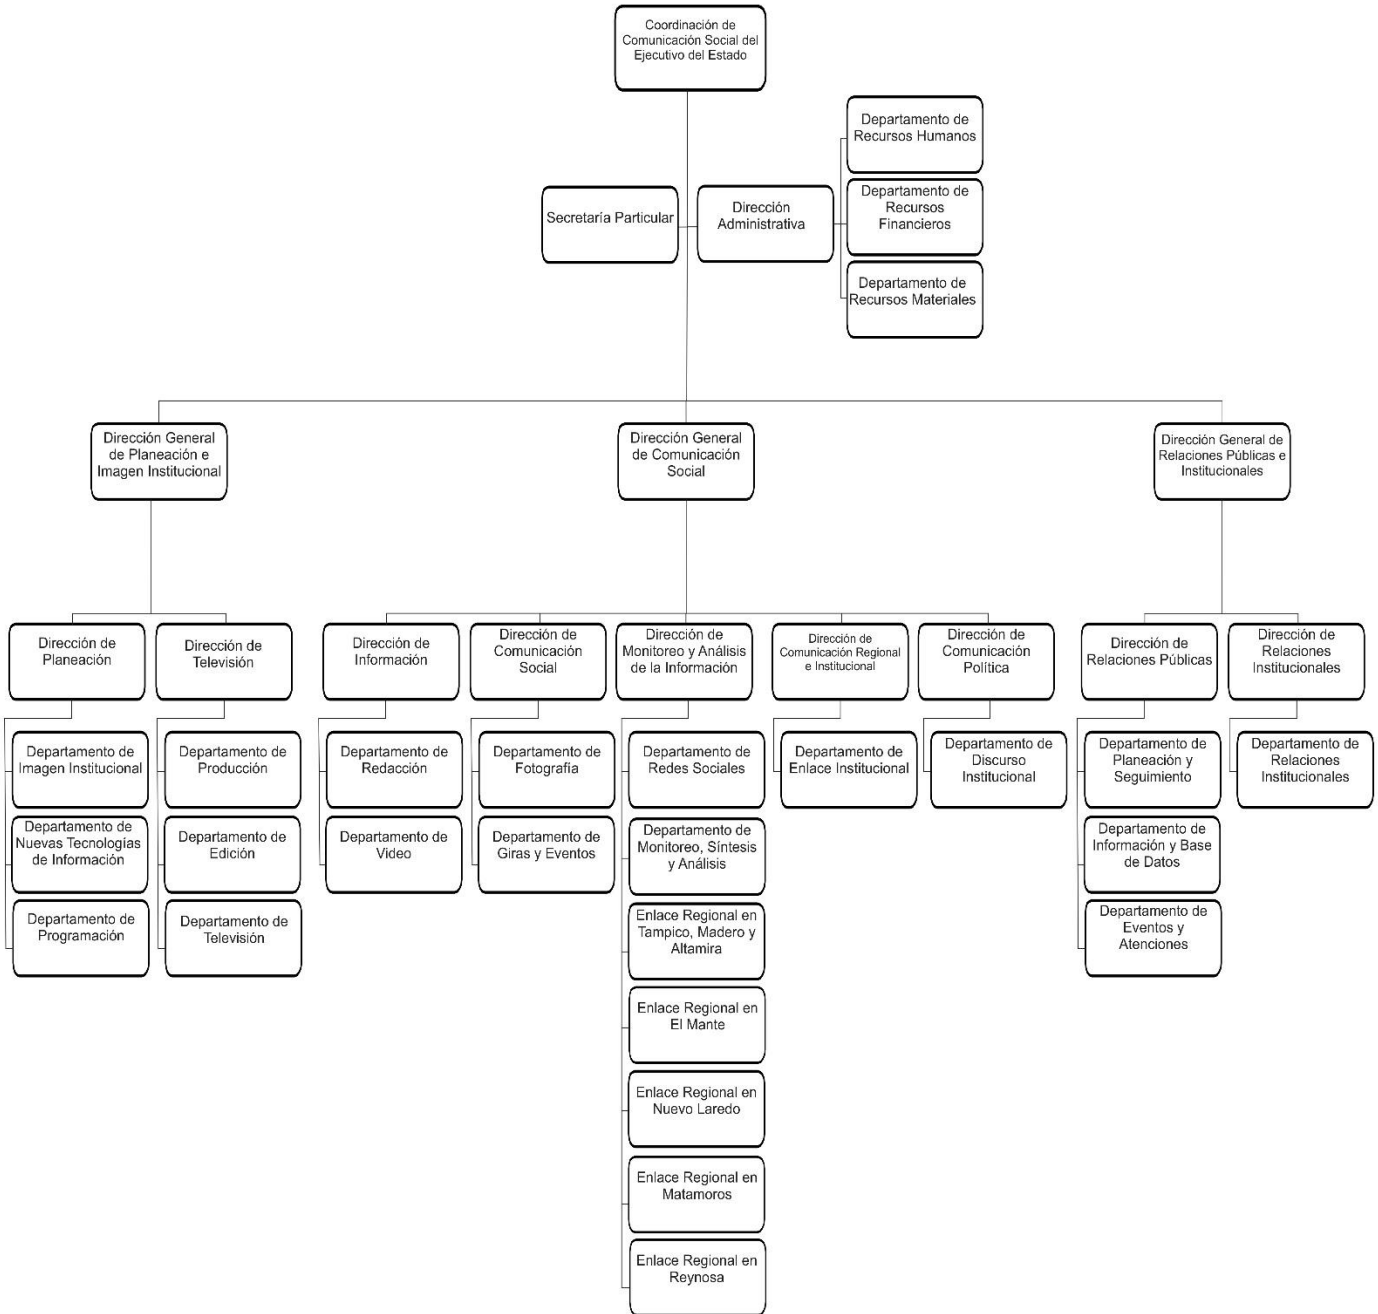 Coordinación de
Comunicación Social del
Ejecutivo del Estado
Departamento de
Recursos Humanos
Secretaría Particular
Dirección
Administrativa
Departamento de
Recursos
Financieros
Departamento de
Recursos Materiales
Dirección General
de Planeación e
Imagen Institucional
Dirección General
de Comunicación
Social
Dirección General de
Relaciones Públicas e
Institucionales
Dirección de
Planeación
Dirección de
Televisión
Dirección de
Información
Dirección de
Comunicación
Social
Dirección de
Monitoreo y Análisis
de la Información
Dirección de
Comunicación Regional
e Institucional
Dirección de
Comunicación
Política
Dirección de
Relaciones Públicas
Dirección de
Relaciones
Institucionales
Departamento de
Imagen Institucional
Departamento de
Producción
Departamento de
Redacción
Departamento de
Fotografía
Departamento de
Redes Sociales
Departamento de
Enlace Institucional
Departamento de
Discurso
Institucional
Departamento de
Planeación y
Seguimiento
Departamento de
Relaciones
Institucionales
Departamento de
Nuevas Tecnologías
de Información
Departamento de
Edición
Departamento de
Video
Departamento de
Giras y Eventos
Departamento de
Monitoreo, Síntesis
y Análisis
Departamento de
Información y Base
de Datos
Departamento de
Programación
Departamento de
Televisión
Enlace Regional en
Tampico, Madero y
Altamira
Departamento de
Eventos y
Atenciones
Enlace Regional en
El Mante
Enlace Regional en
Nuevo Laredo
Enlace Regional en
Matamoros
Enlace Regional en
Reynosa